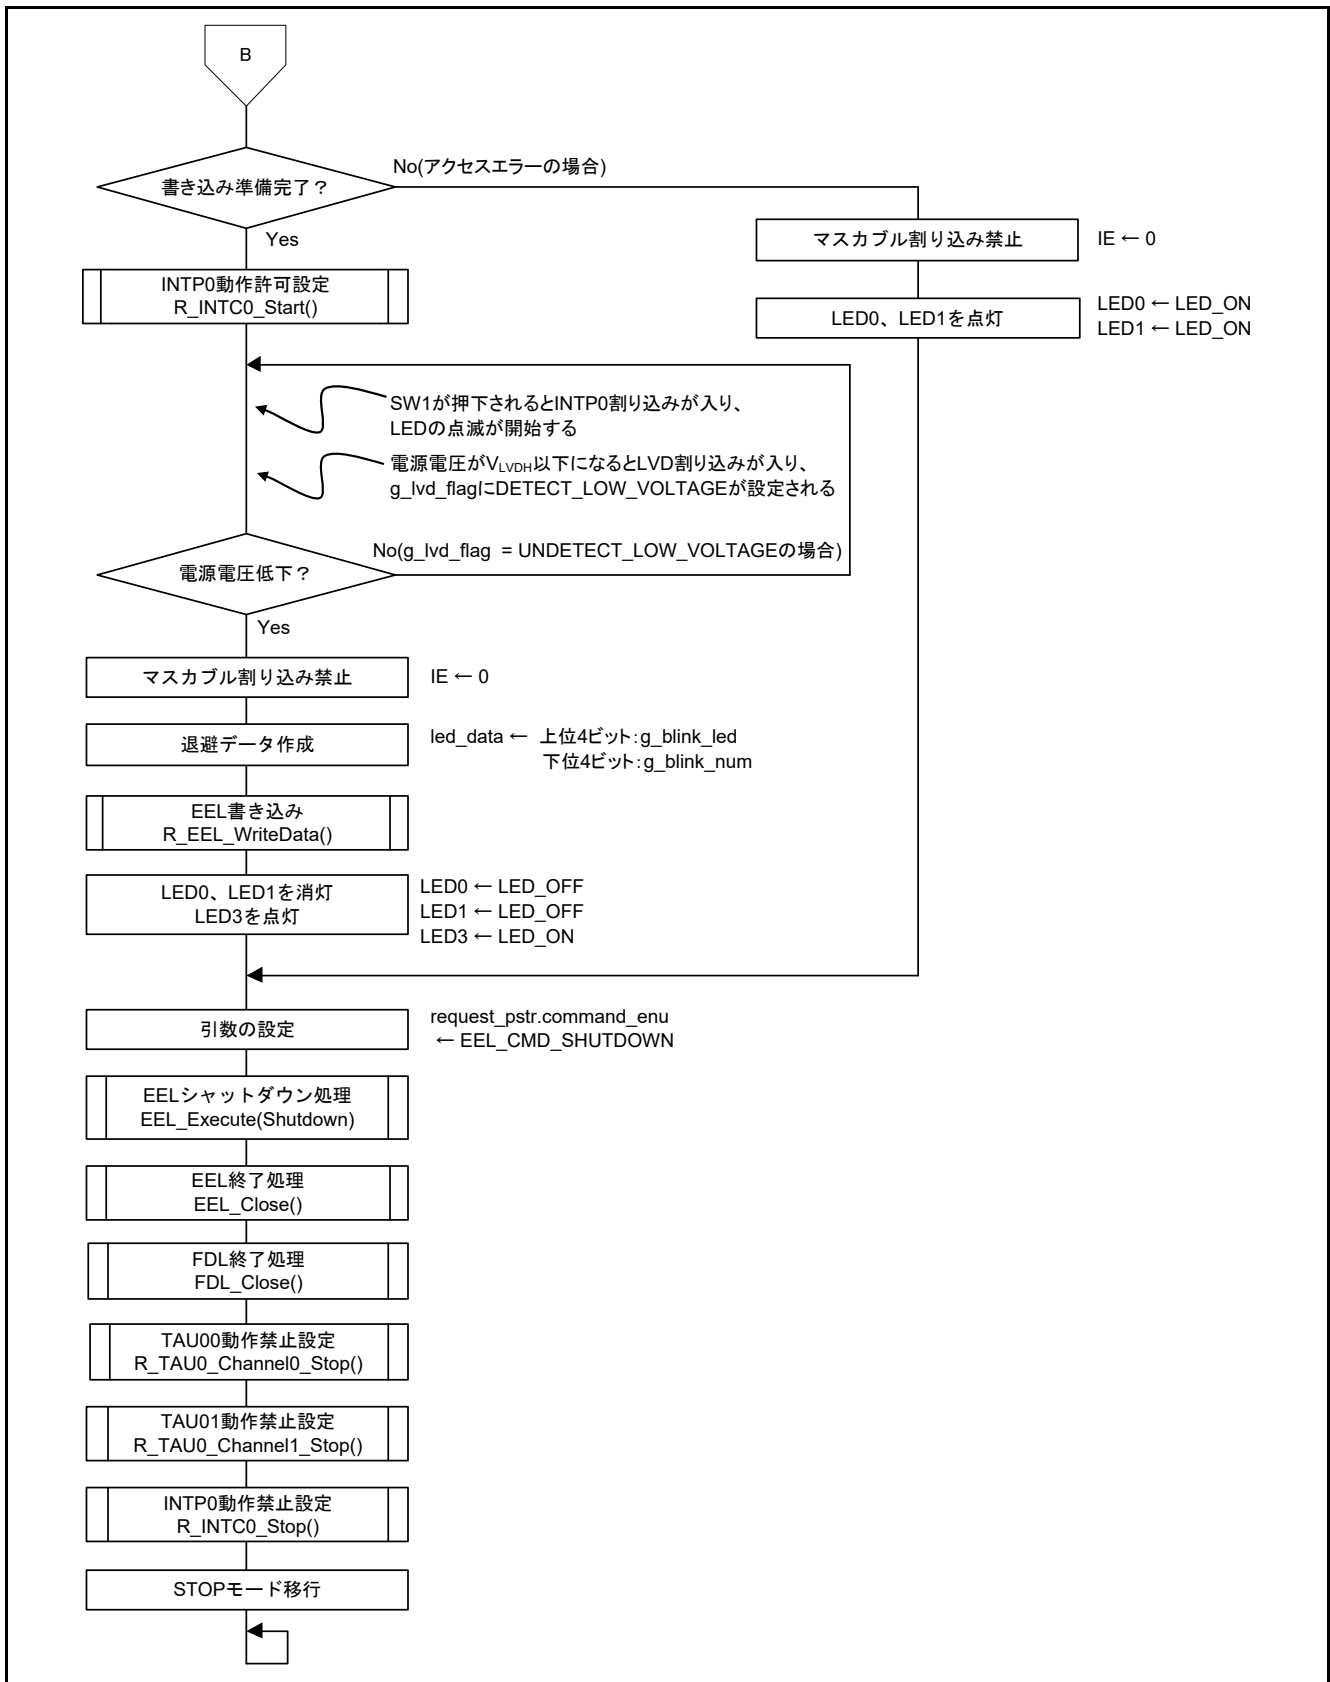 B
書き込み準備完了？
No(アクセスエラーの場合)
Yes
マスカブル割り込み禁止
IE ← 0
INTP0動作許可設定
R_INTC0_Start()
LED0、LED1を点灯
LED0 ← LED_ON
LED1 ← LED_ON
SW1が押下されるとINTP0割り込みが入り、
LEDの点滅が開始する
電源電圧がVLVDH以下になるとLVD割り込みが入り、
g_lvd_flagにDETECT_LOW_VOLTAGEが設定される
No(g_lvd_flag = UNDETECT_LOW_VOLTAGEの場合)
電源電圧低下？
Yes
マスカブル割り込み禁止
IE ← 0
退避データ作成
led_data ← 上位4ビット：g_blink_led
下位4ビット：g_blink_num
EEL書き込み
R_EEL_WriteData()
LED0、LED1を消灯
LED3を点灯
LED0 ← LED_OFF
LED1 ← LED_OFF
LED3 ← LED_ON
引数の設定
request_pstr.command_enu
← EEL_CMD_SHUTDOWN
EELシャットダウン処理
EEL_Execute(Shutdown)
EEL終了処理
EEL_Close()
FDL終了処理
FDL_Close()
TAU00動作禁止設定
R_TAU0_Channel0_Stop()
TAU01動作禁止設定
R_TAU0_Channel1_Stop()
INTP0動作禁止設定
R_INTC0_Stop()
STOPモード移行